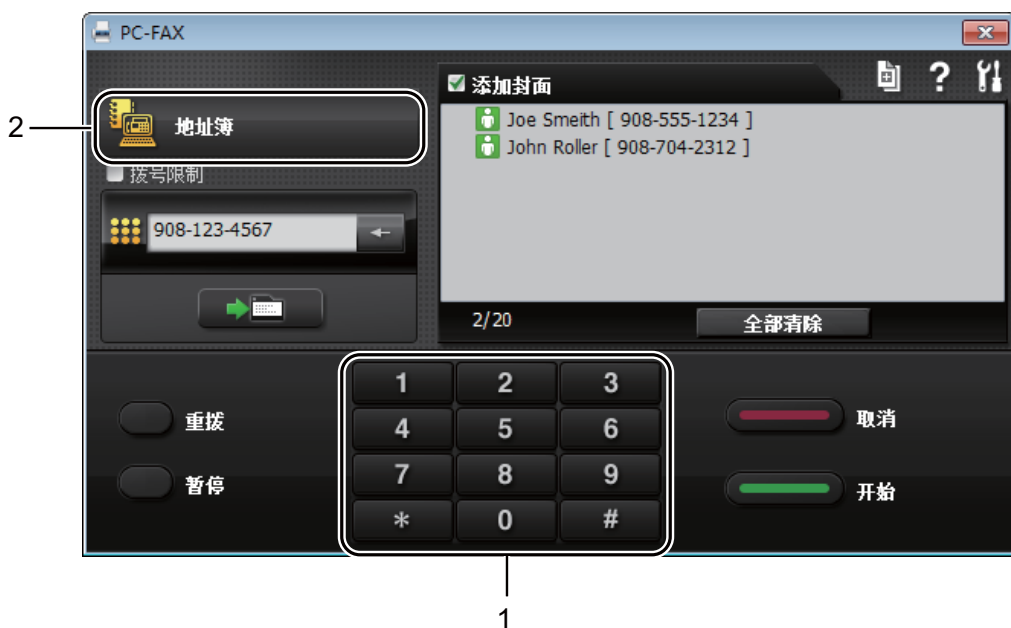 PC-FAX
添加封面
?
2
地址簿
Joe Smeith [ 908-555-1234 ]
John Roller [ 908-704-2312 ]
拨号限制
908-123-4567
2/20
全部清除
1 2 3
重拨
4 5 6
取消
7 8 9
暂停
开始
* 0 #
1